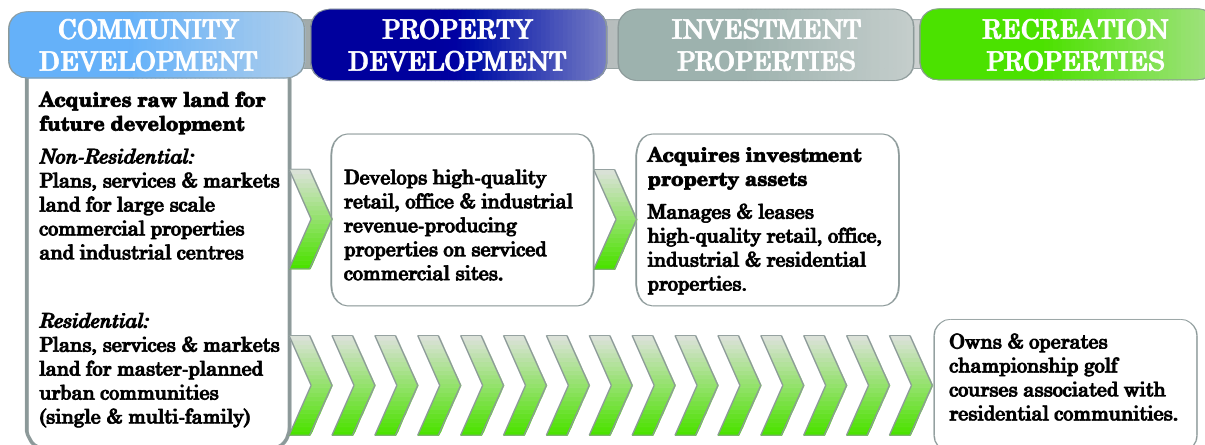 COMMUNITY
DEVELOPMENT
PROPERTY
DEVELOPMENT
INVESTMENT
PROPERTIES
RECREATION
PROPERTIES
Acquires raw land for
future development
Non-Residential:
Plans, services & markets
land for large scale
commercial properties
and industrial centres
Residential:
Plans, services & markets
land for master-planned
urban communities
(single & multi-family)
Develops high-quality
retail, office & industrial
revenue-producing
properties on serviced
commercial sites.
Acquires investment
property assets
Manages & leases
high-quality retail, office,
industrial & residential
properties.
Owns & operates
championship golf
courses associated with
residential communities.